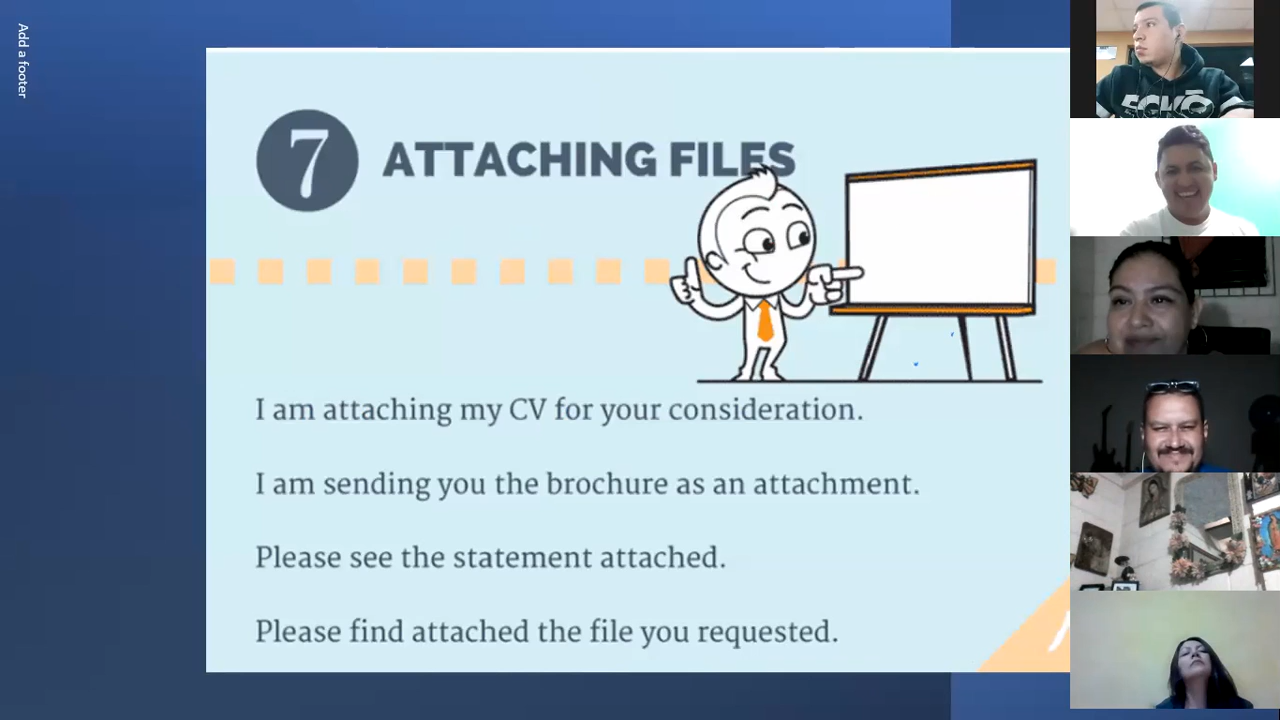 Add a footer
7 ATTACHING FILES
I am attaching my CV for your consideration.
I am sending you the brochure as an attachment.
Please see the statement attached.
Please find attached the file you requested.